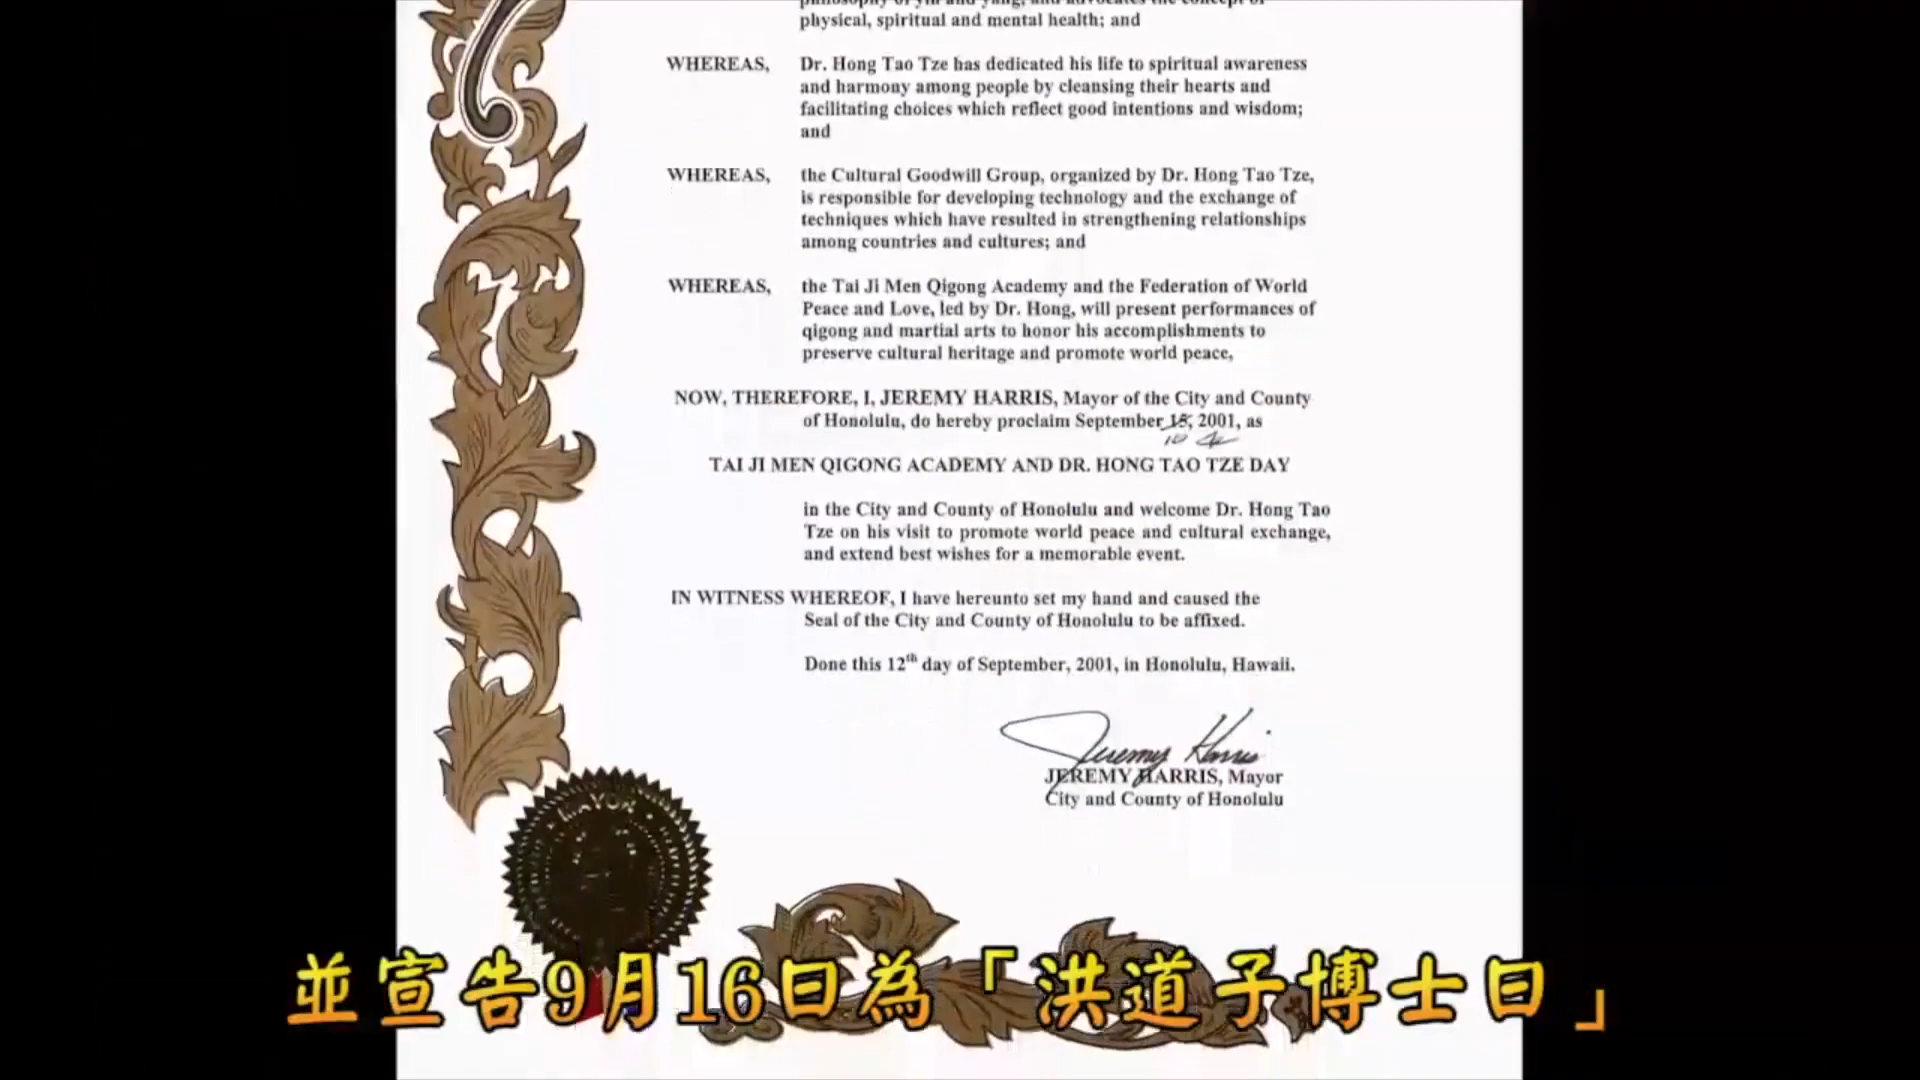 philosophy of yin and yang, and advocates the concept of
physical, spiritual and mental health; and
WHEREAS, Dr. Hong Tao Tze has dedicated his life to spiritual awareness
and harmony among people by cleansing their hearts and
facilitating choices which reflect good intentions and wisdom;
and
WHEREAS, the Cultural Goodwill Group, organized by Dr. Hong Tao Tze,
is responsible for developing technology and the exchange of
techniques which have resulted in strengthening relationships
among countries and cultures; and
WHEREAS, the Tai Ji Men Qigong Academy and the Federation of World
Peace and Love, led by Dr. Hong, will present performances of
qigong and martial arts to honor his accomplishments to
preserve cultural heritage and promote world peace,
NOW, THEREFORE, I, JEREMY HARRIS, Mayor of the City and County
of Honolulu, do hereby proclaim September 15, 2001, as
TAI JI MEN QIGONG ACADEMY AND DR. HONG TAO TZE DAY
in the City and County of Honolulu and welcome Dr. Hong Tao
Tze on his visit to promote world peace and cultural exchange,
and extend best wishes for a memorable event.
IN WITNESS WHEREOF, I have hereunto set my hand and caused the
Seal of the City and County of Honolulu to be affixed.
Done this 12th day of September, 2001, in Honolulu, Hawaii.
Jeremy Harris
JEREMY HARRIS, Mayor
City and County of Honolulu
MAYOR
並宣告9月16日為「洪道子博士日」